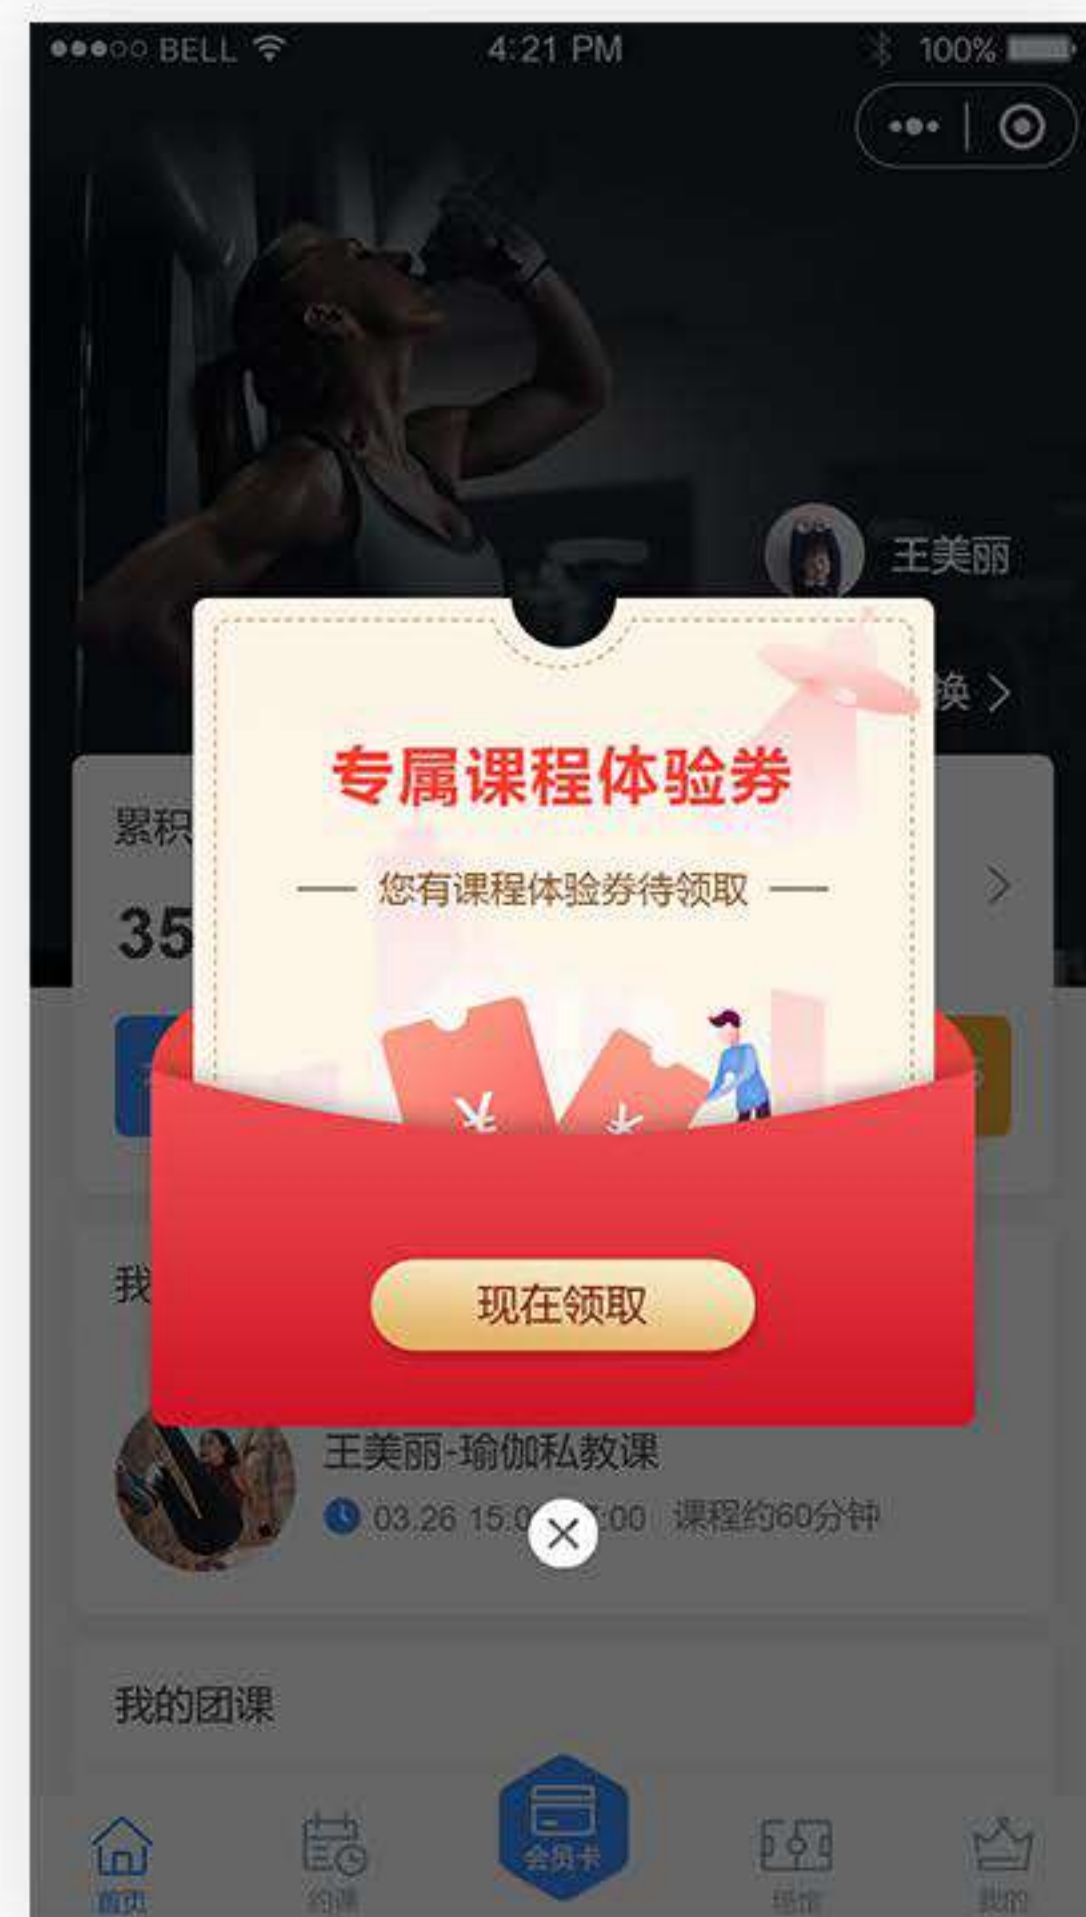 BELL 4:21 PM 100%
王美丽
换
专属课程体验券
累积
您有课程体验券待领取
35
现在领取
我
王美丽-瑜伽私教课
03.26 15:0 :00 课程约60分钟
我的团课
会员卡
首页 约课 我的